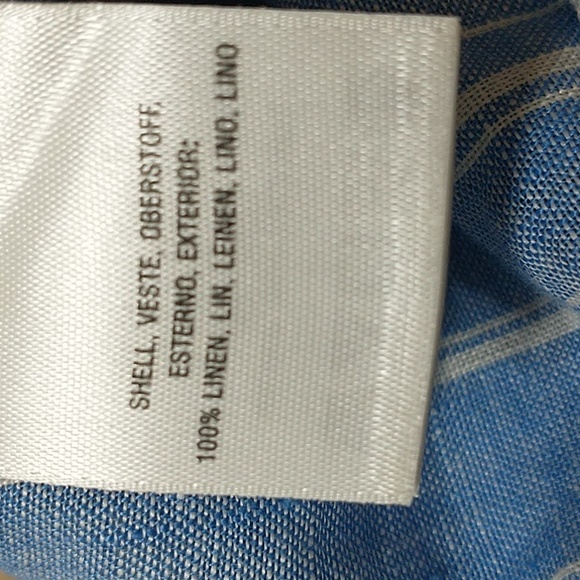 SHELL, VESTE, OBERSTOFF,
ESTERNO, EXTERIOR:
100% LINEN, LIN, LEINEN, LINO, LINO